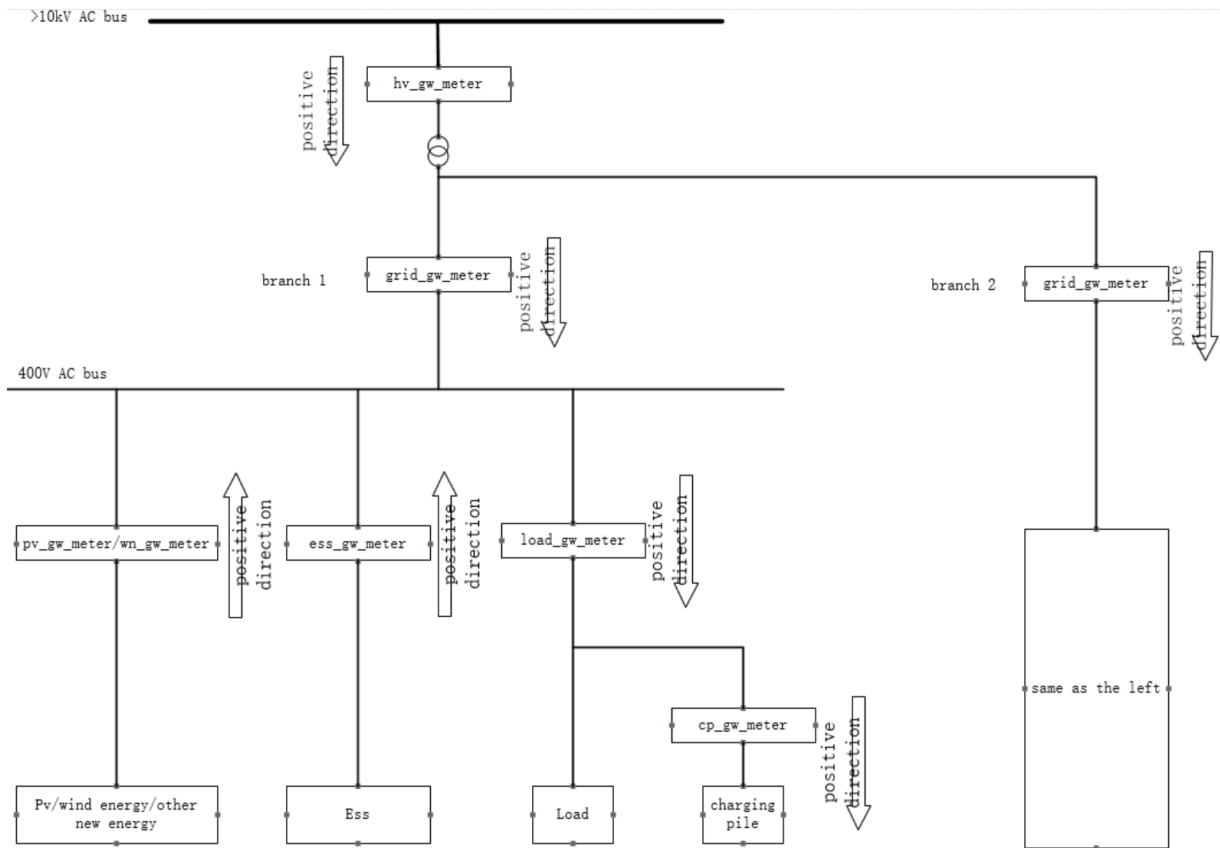 >10kV AC bus
hv_gw_meter
positive
direction
branch 1
grid_gw_meter
positive
direction
branch 2
grid_gw_meter
positive
direction
400V AC bus
pv_gw_meter/wn_gw_meter
positive
direction
ess_gw_meter
positive
direction
load_gw_meter
positive
direction
same as the left
cp_gw_meter
positive
direction
Pv/wind energy/other
new energy
Ess
Load
charging
pile